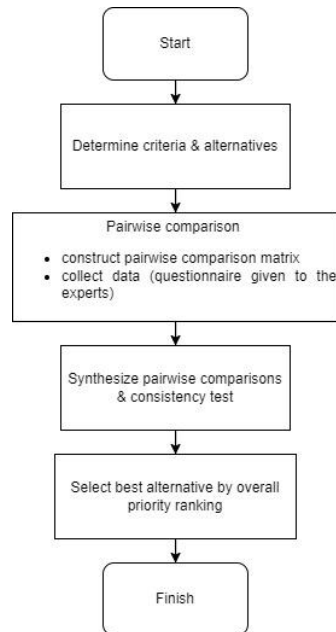 Start
Determine criteria & alternatives
Pairwise comparison
• construct pairwise comparison matrix
• collect data (questionnaire given to the
experts)
Synthesize pairwise comparisons
& consistency test
Select best alternative by overall
priority ranking
Finish